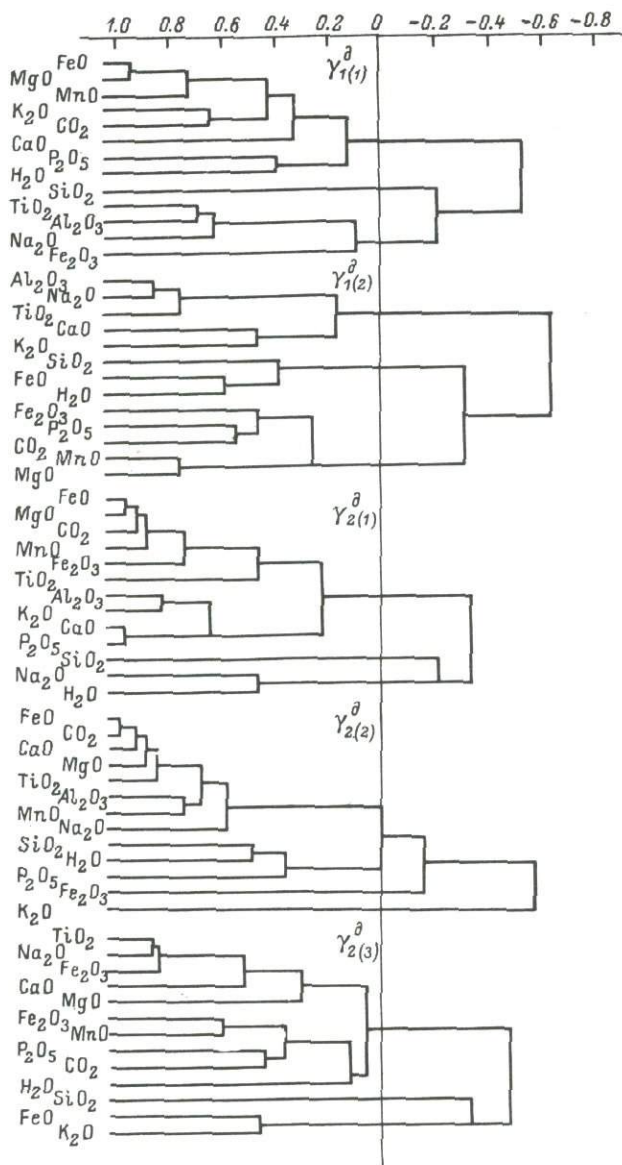 1.0 0.8 0.6 0.4 0.2 0 -0.2 -0.4 -0.6 -0.8
γ∂1(1)
FeO
MgO
MnO
K2O
CO2
CaO
P2O5
H2O
SiO2
TiO2
Al2O3
Na2O
Fe2O3
γ∂1(2)
Al2O3
Na2O
TiO2
CaO
K2O
SiO2
FeO
H2O
Fe2O3
P2O5
CO2
MnO
MgO
γ∂2(1)
FeO
MgO
CO2
MnO
Fe2O3
TiO2
Al2O3
K2O
CaO
P2O5
SiO2
Na2O
H2O
γ∂2(2)
FeO
CO2
CaO
MgO
TiO2
Al2O3
MnO
Na2O
SiO2
H2O
P2O5
Fe2O3
K2O
γ∂2(3)
TiO2
Na2O
Fe2O3
CaO
MgO
Fe2O3
MnO
P2O5
CO2
H2O
SiO2
FeO
K2O